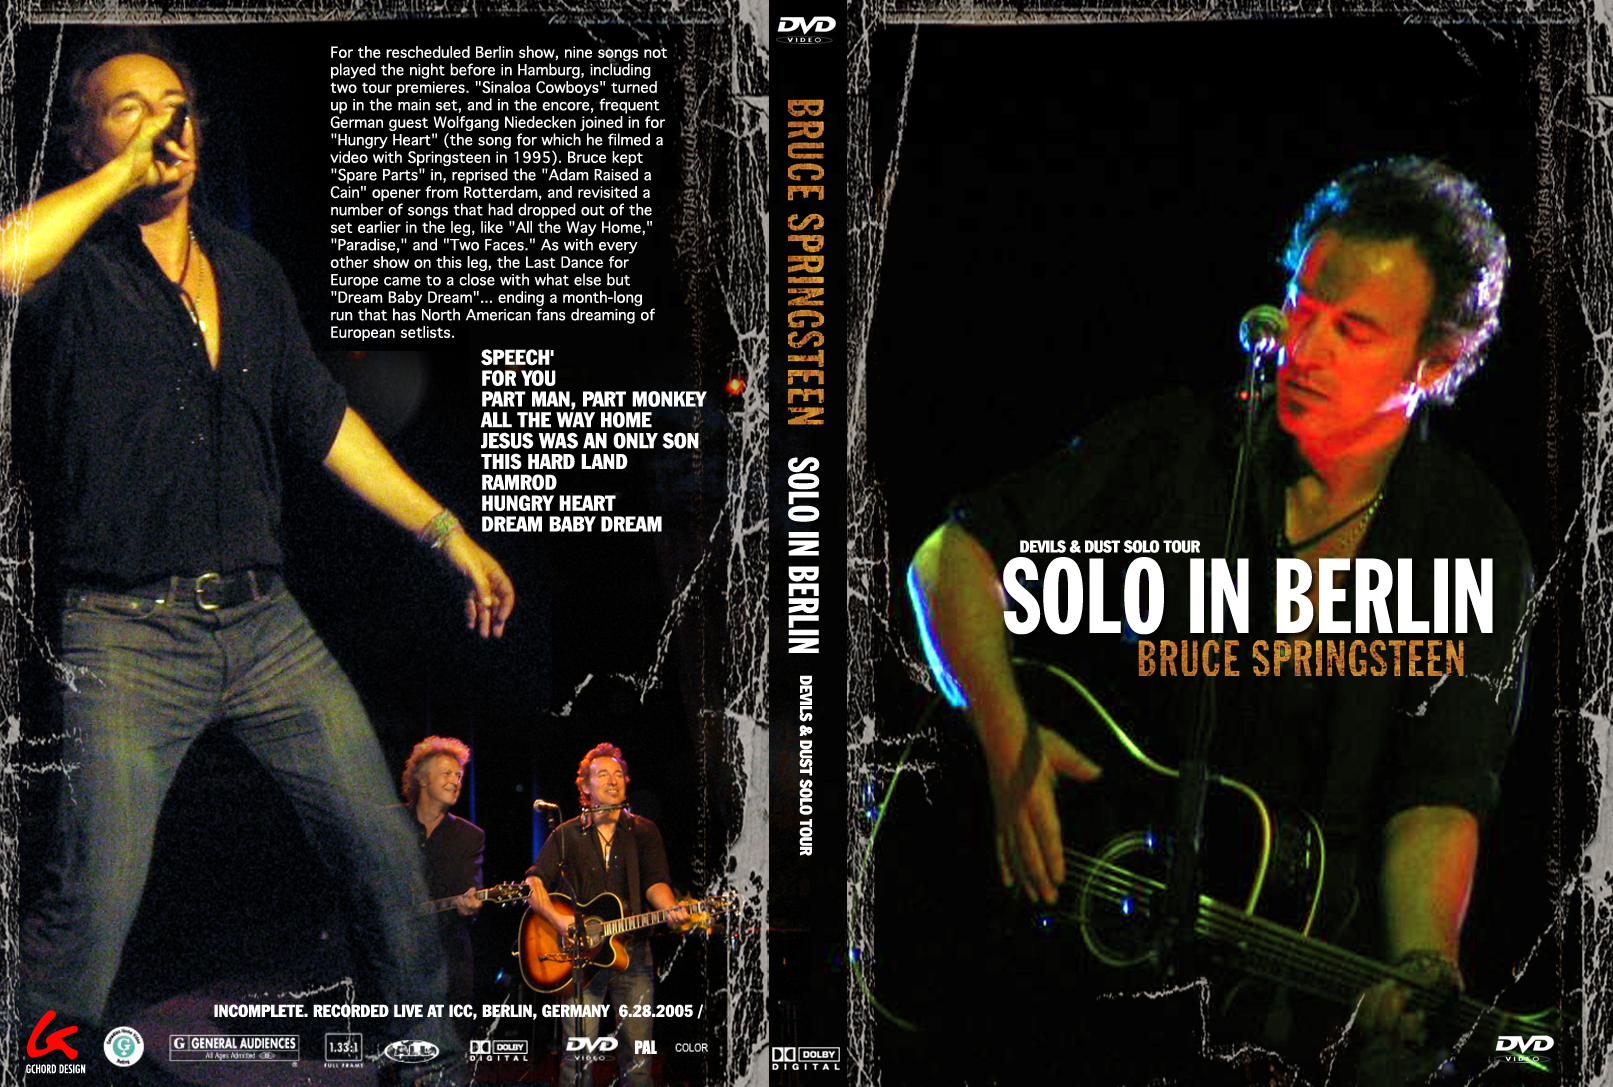 For the rescheduled Berlin show, nine songs not
played the night before in Hamburg, including
two tour premieres. "Sinaloa Cowboys" turned
up in the main set, and in the encore, frequent
German guest Wolfgang Niedecken joined in for
"Hungry Heart" (the song for which he filmed a
video with Springsteen in 1995). Bruce kept
"Spare Parts" in, reprised the "Adam Raised a
Cain" opener from Rotterdam, and revisited a
number of songs that had dropped out of the
set earlier in the leg, like "All the Way Home,"
"Paradise," and "Two Faces." As with every
other show on this leg, the Last Dance for
Europe came to a close with what else but
"Dream Baby Dream"... ending a month-long
run that has North American fans dreaming of
European setlists.
SPEECH'
FOR YOU
PART MAN, PART MONKEY
ALL THE WAY HOME
JESUS WAS AN ONLY SON
THIS HARD LAND
RAMROD
HUNGRY HEART
DREAM BABY DREAM
INCOMPLETE. RECORDED LIVE AT ICC, BERLIN, GERMANY 6.28.2005 /
GCHORD DESIGN
G
G GENERAL AUDIENCES
All Ages Admitted
1.33:1
FULL FRAME
ALL
DOLBY
DIGITAL
DVD
VIDEO
PAL
COLOR
DVD
VIDEO
BRUCE SPRINGSTEEN
SOLO IN BERLIN
DEVILS & DUST SOLO TOUR
DOLBY
DIGITAL
DEVILS & DUST SOLO TOUR
SOLO IN BERLIN
BRUCE SPRINGSTEEN
DVD
VIDEO